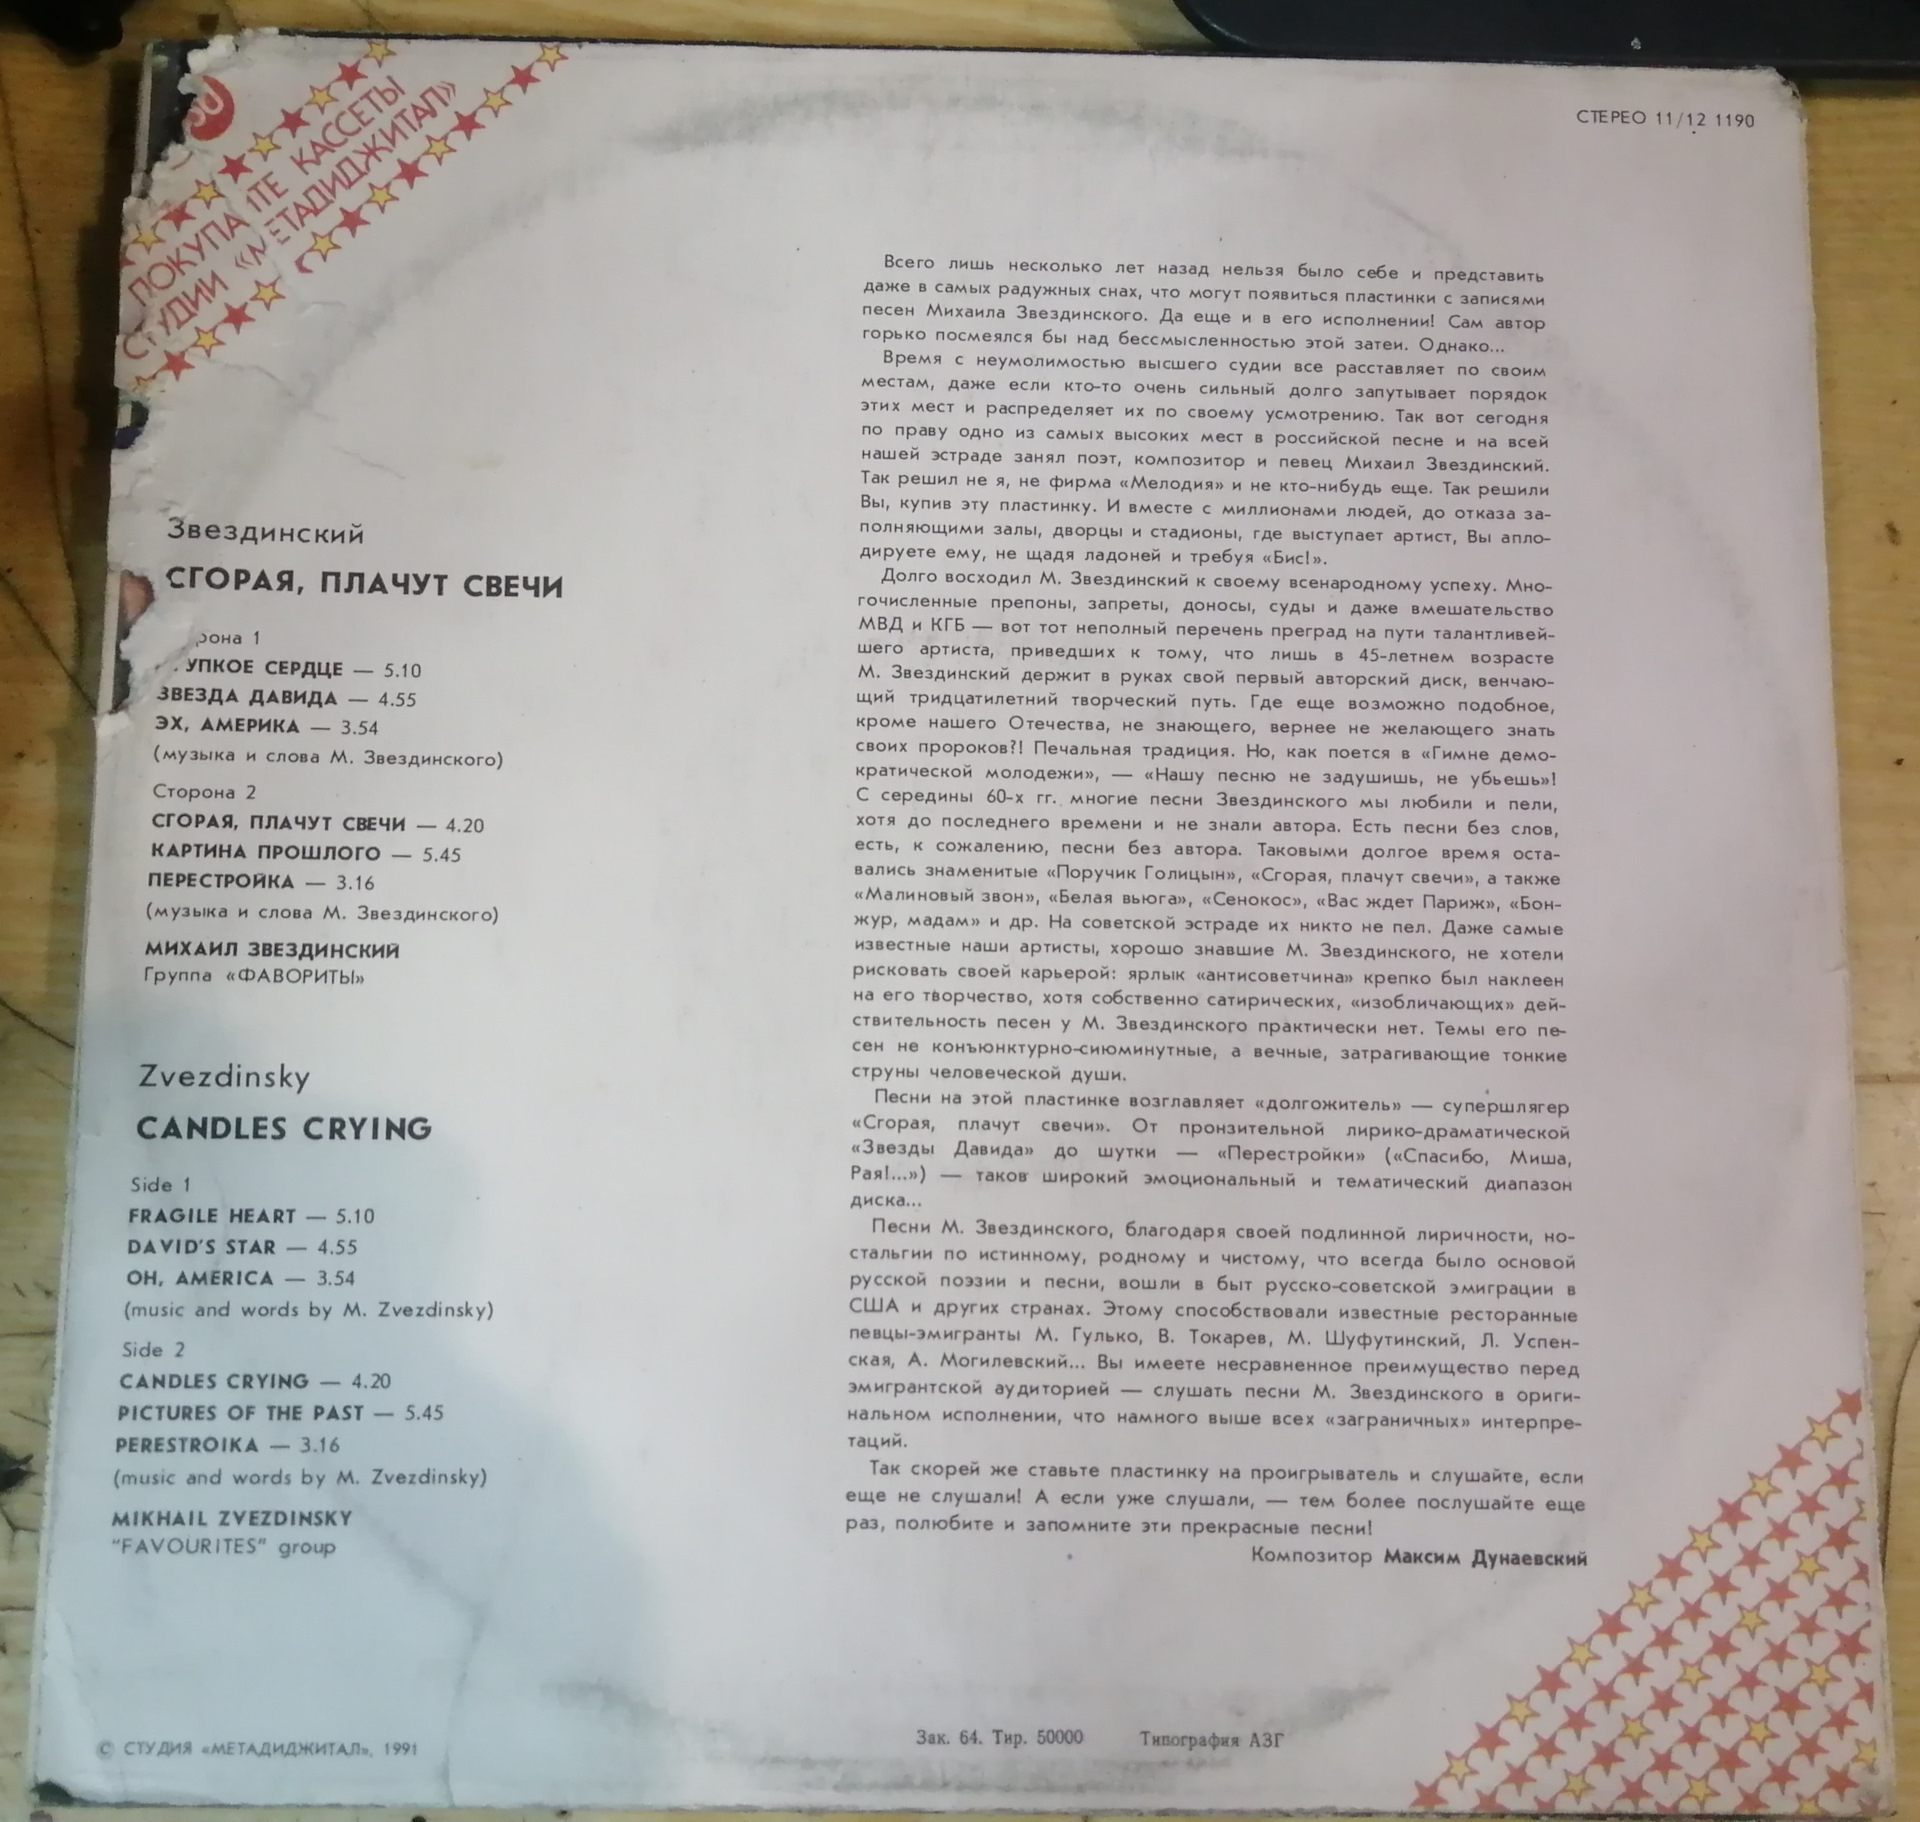 ПОКУПАЙТЕ КАССЕТЫ
СТУДИИ «МЕТАДИДЖИТАЛ»
СТЕРЕО 11/12 1190
Звездинский
СГОРАЯ, ПЛАЧУТ СВЕЧИ
рона 1
УПКОЕ СЕРДЦЕ — 5.10
ЗВЕЗДА ДАВИДА — 4.55
ЭХ, АМЕРИКА — 3.54
(музыка и слова М. Звездинского)
Сторона 2
СГОРАЯ, ПЛАЧУТ СВЕЧИ — 4.20
КАРТИНА ПРОШЛОГО — 5.45
ПЕРЕСТРОЙКА — 3.16
(музыка и слова М. Звездинского)
МИХАИЛ ЗВЕЗДИНСКИЙ
Группа «ФАВОРИТЫ»
Zvezdinsky
CANDLES CRYING
Side 1
FRAGILE HEART — 5.10
DAVID'S STAR — 4.55
OH, AMERICA — 3.54
(music and words by M. Zvezdinsky)
Side 2
CANDLES CRYING — 4.20
PICTURES OF THE PAST — 5.45
PERESTROIKA — 3.16
(music and words by M. Zvezdinsky)
MIKHAIL ZVEZDINSKY
"FAVOURITES" group
© СТУДИЯ «МЕТАДИДЖИТАЛ», 1991
Всего лишь несколько лет назад нельзя было себе и представить
даже в самых радужных снах, что могут появиться пластинки с записями
песен Михаила Звездинского. Да еще и в его исполнении! Сам автор
горько посмеялся бы над бессмысленностью этой затеи. Однако...
Время с неумолимостью высшего судии все расставляет по своим
местам, даже если кто-то очень сильный долго запутывает порядок
этих мест и распределяет их по своему усмотрению. Так вот сегодня
по праву одно из самых высоких мест в российской песне и на всей
нашей эстраде занял поэт, композитор и певец Михаил Звездинский.
Так решил не я, не фирма «Мелодия» и не кто-нибудь еще. Так решили
Вы, купив эту пластинку. И вместе с миллионами людей, до отказа за-
полняющими залы, дворцы и стадионы, где выступает артист, Вы апло-
дируете ему, не щадя ладоней и требуя «Бис!».
Долго восходил М. Звездинский к своему всенародному успеху. Мно-
гочисленные препоны, запреты, доносы, суды и даже вмешательство
МВД и КГБ — вот тот неполный перечень преград на пути талантливей-
шего артиста, приведших к тому, что лишь в 45-летнем возрасте
М. Звездинский держит в руках свой первый авторский диск, венчаю-
щий тридцатилетний творческий путь. Где еще возможно подобное,
кроме нашего Отечества, не знающего, вернее не желающего знать
своих пророков?! Печальная традиция. Но, как поется в «Гимне демо-
кратической молодежи», — «Нашу песню не задушишь, не убьешь»!
С середины 60-х гг. многие песни Звездинского мы любили и пели,
хотя до последнего времени и не знали автора. Есть песни без слов,
есть, к сожалению, песни без автора. Таковыми долгое время оста-
вались знаменитые «Поручик Голицын», «Сгорая, плачут свечи», а также
«Малиновый звон», «Белая вьюга», «Сенокос», «Вас ждет Париж», «Бон-
жур, мадам» и др. На советской эстраде их никто не пел. Даже самые
известные наши артисты, хорошо знавшие М. Звездинского, не хотели
рисковать своей карьерой: ярлык «антисоветчина» крепко был наклеен
на его творчество, хотя собственно сатирических, «изобличающих» дей-
ствительность песен у М. Звездинского практически нет. Темы его пе-
сен не конъюнктурно-сиюминутные, а вечные, затрагивающие тонкие
струны человеческой души.
Песни на этой пластинке возглавляет «долгожитель» — супершлягер
«Сгорая, плачут свечи». От пронзительной лирико-драматической
«Звезды Давида» до шутки — «Перестройки» («Спасибо, Миша,
Рая!...») — таков широкий эмоциональный и тематический диапазон
диска...
Песни М. Звездинского, благодаря своей подлинной лиричности, но-
стальгии по истинному, родному и чистому, что всегда было основой
русской поэзии и песни, вошли в быт русско-советской эмиграции в
США и других странах. Этому способствовали известные ресторанные
певцы-эмигранты М. Гулько, В. Токарев, М. Шуфутинский, Л. Успен-
ская, А. Могилевский... Вы имеете несравненное преимущество перед
эмигрантской аудиторией — слушать песни М. Звездинского в ориги-
нальном исполнении, что намного выше всех «заграничных» интерпре-
таций.
Так скорей же ставьте пластинку на проигрыватель и слушайте, если
еще не слушали! А если уже слушали, — тем более послушайте еще
раз, полюбите и запомните эти прекрасные песни!
Композитор Максим Дунаевский
Зак. 64. Тир. 50000 Типография АЗГ